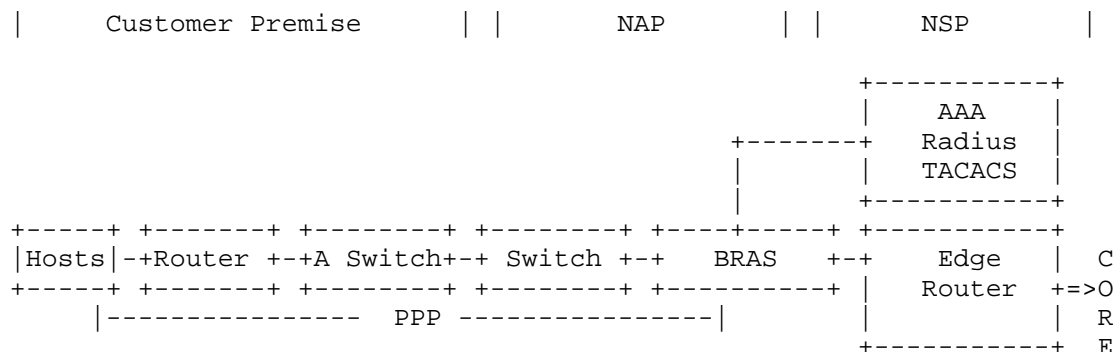 | Customer Premise | | NAP | | NSP |
+-----------+
| AAA |
+-------+ Radius |
| | TACACS |
| +-----------+
+-----+ +-------+ +--------+ +--------+ +----+-----+ +-----------+
|Hosts|-+Router +-+A Switch+-+ Switch +-+ BRAS +-+ Edge | C
+-----+ +-------+ +--------+ +--------+ +----------+ | Router +=>O
|---------------- PPP ----------------| | | R
+-----------+ E